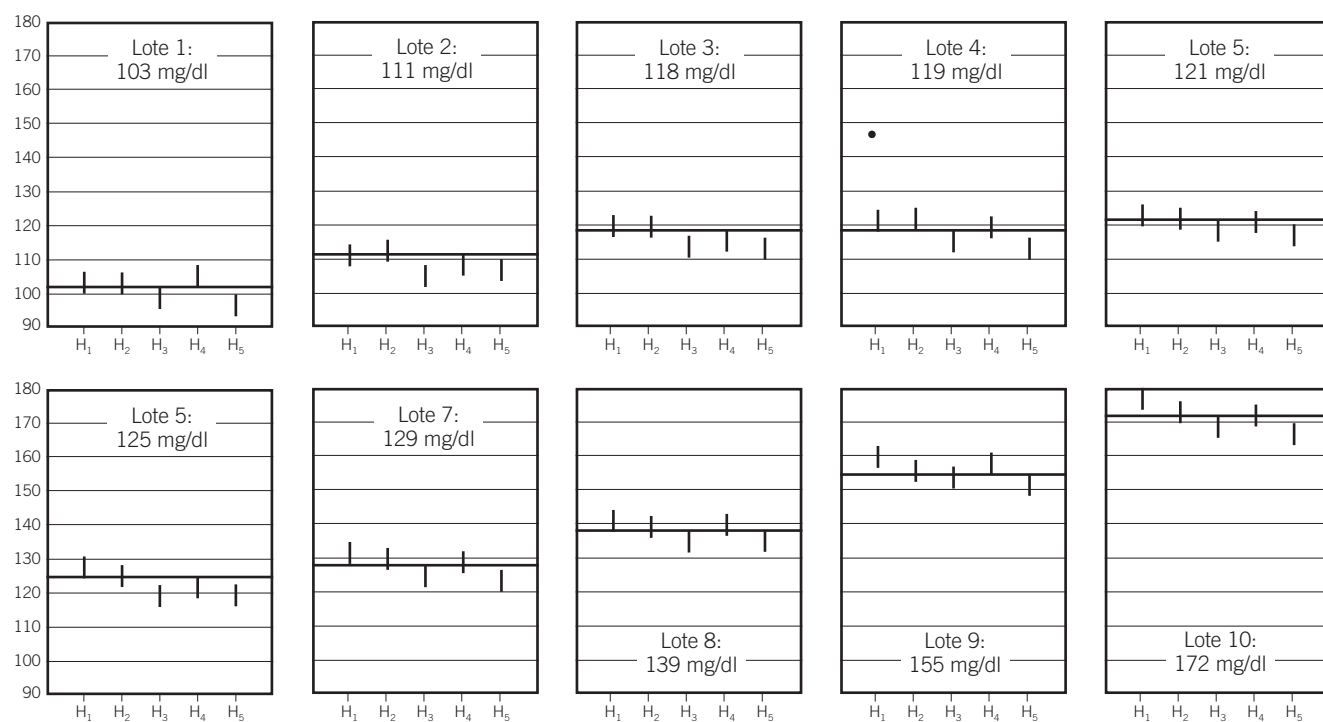 180
170
160
150
140
130
120
110
100
90
Lote 1:
103 mg/dl
H1 H2 H3 H4 H5
Lote 2:
111 mg/dl
H1 H2 H3 H4 H5
Lote 3:
118 mg/dl
H1 H2 H3 H4 H5
Lote 4:
119 mg/dl
H1 H2 H3 H4 H5
Lote 5:
121 mg/dl
H1 H2 H3 H4 H5
180
170
160
150
140
130
120
110
100
90
Lote 5:
125 mg/dl
H1 H2 H3 H4 H5
Lote 7:
129 mg/dl
H1 H2 H3 H4 H5
Lote 8:
139 mg/dl
H1 H2 H3 H4 H5
Lote 9:
155 mg/dl
H1 H2 H3 H4 H5
Lote 10:
172 mg/dl
H1 H2 H3 H4 H5